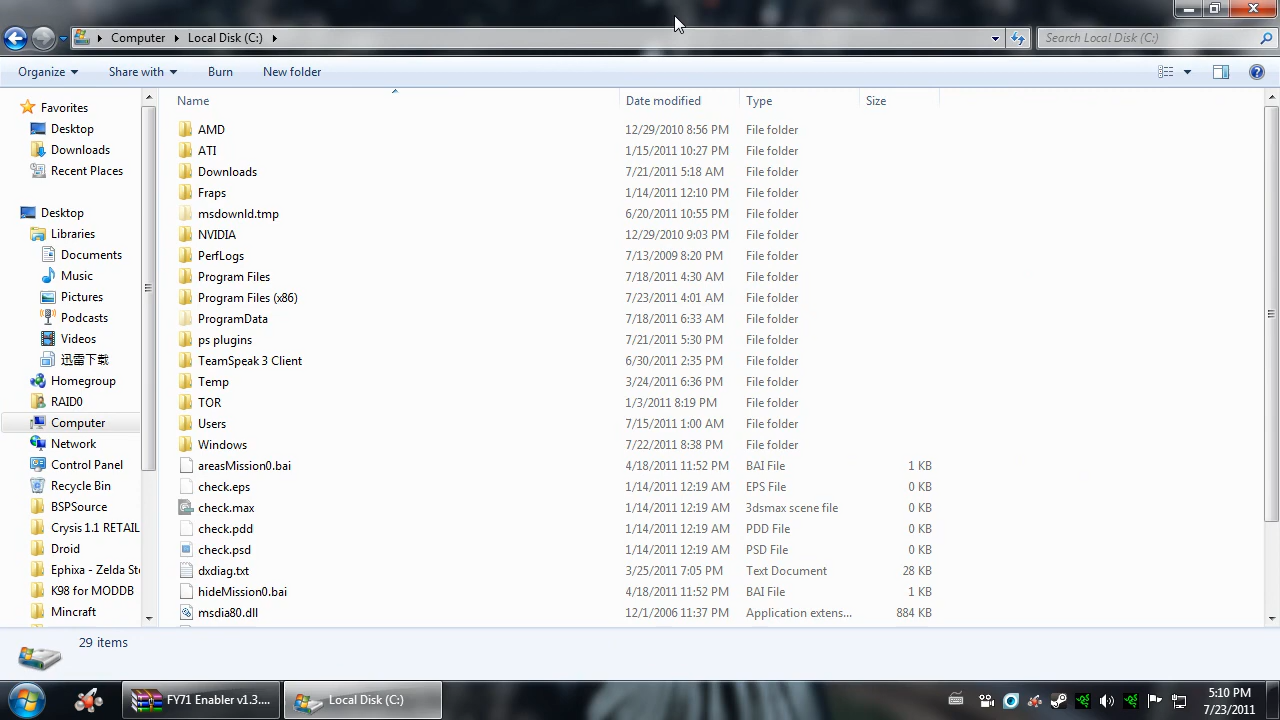 Computer Local Disk (C:) Search Local Disk (C:)
Organize Share with Burn New folder
Name Date modified Type Size
Favorites
Desktop
Downloads
Recent Places
Desktop
Libraries
Documents
Music
Pictures
Podcasts
Videos
迅雷下载
Homegroup
RAID0
Computer
Network
Control Panel
Recycle Bin
BSPSource
Crysis 1.1 RETAIL
Droid
Ephixa - Zelda St
K98 for MODDB
Mincraft
AMD 12/29/2010 8:56 PM File folder
ATI 1/15/2011 10:27 PM File folder
Downloads 7/21/2011 5:18 AM File folder
Fraps 1/14/2011 12:10 PM File folder
msdownld.tmp 6/20/2011 10:55 PM File folder
NVIDIA 12/29/2010 9:03 PM File folder
PerfLogs 7/13/2009 8:20 PM File folder
Program Files 7/18/2011 4:30 AM File folder
Program Files (x86) 7/23/2011 4:01 AM File folder
ProgramData 7/18/2011 6:33 AM File folder
ps plugins 7/21/2011 5:30 PM File folder
TeamSpeak 3 Client 6/30/2011 2:35 PM File folder
Temp 3/24/2011 6:36 PM File folder
TOR 1/3/2011 8:19 PM File folder
Users 7/15/2011 1:00 AM File folder
Windows 7/22/2011 8:38 PM File folder
areasMission0.bai 4/18/2011 11:52 PM BAI File 1 KB
check.eps 1/14/2011 12:19 AM EPS File 0 KB
check.max 1/14/2011 12:19 AM 3dsmax scene file 0 KB
check.pdd 1/14/2011 12:19 AM PDD File 0 KB
check.psd 1/14/2011 12:19 AM PSD File 0 KB
dxdiag.txt 3/25/2011 7:05 PM Text Document 28 KB
hideMission0.bai 4/18/2011 11:52 PM BAI File 1 KB
msdia80.dll 12/1/2006 11:37 PM Application extens... 884 KB
29 items
FY71 Enabler v1.3.... Local Disk (C:)
5:10 PM
7/23/2011